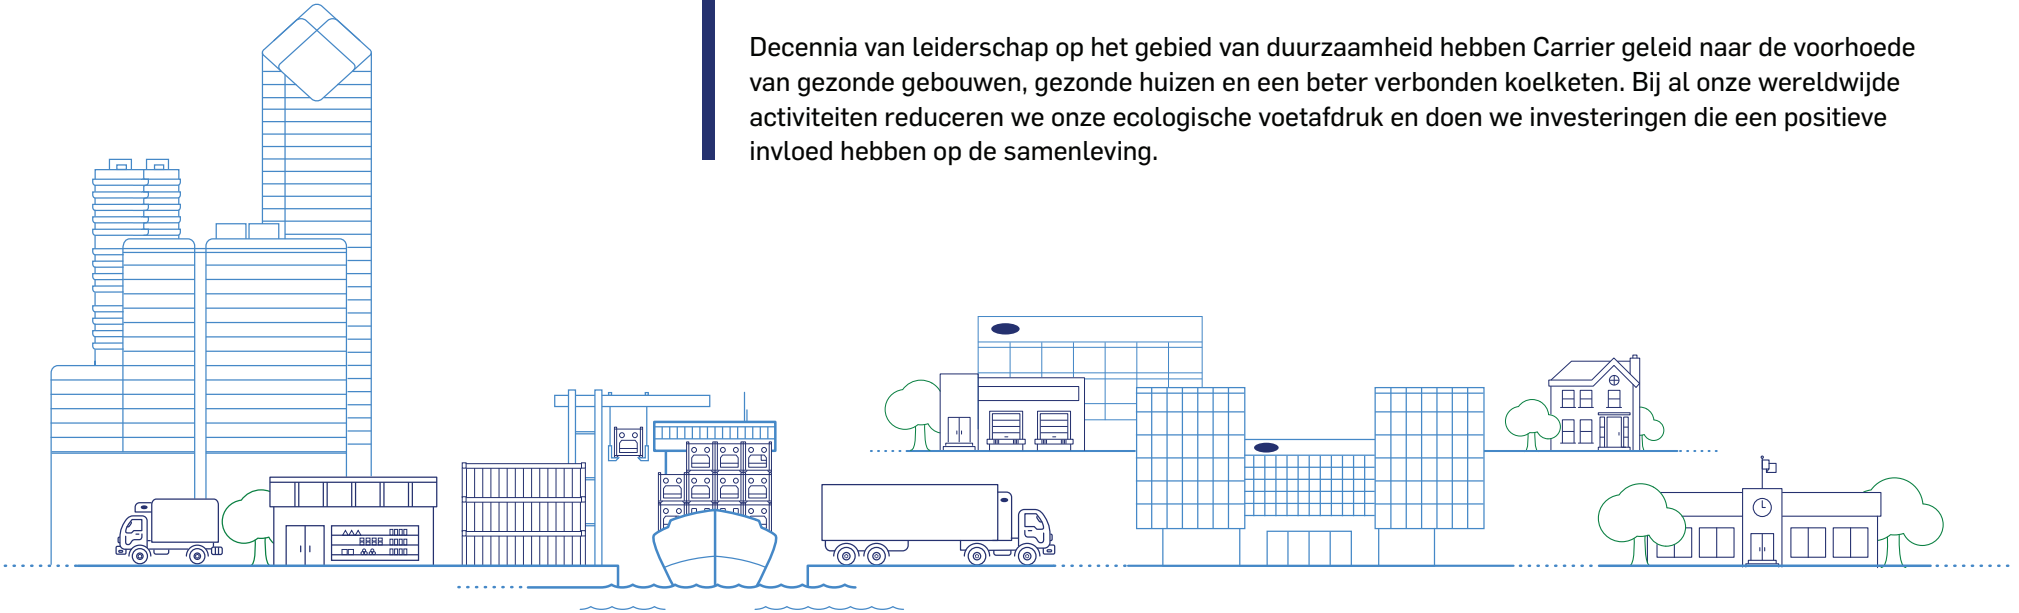 Decennia van leiderschap op het gebied van duurzaamheid hebben Carrier geleid naar de voorhoede
van gezonde gebouwen, gezonde huizen en een beter verbonden koelketen. Bij al onze wereldwijde
activiteiten reduceren we onze ecologische voetafdruk en doen we investeringen die een positieve
invloed hebben op de samenleving.